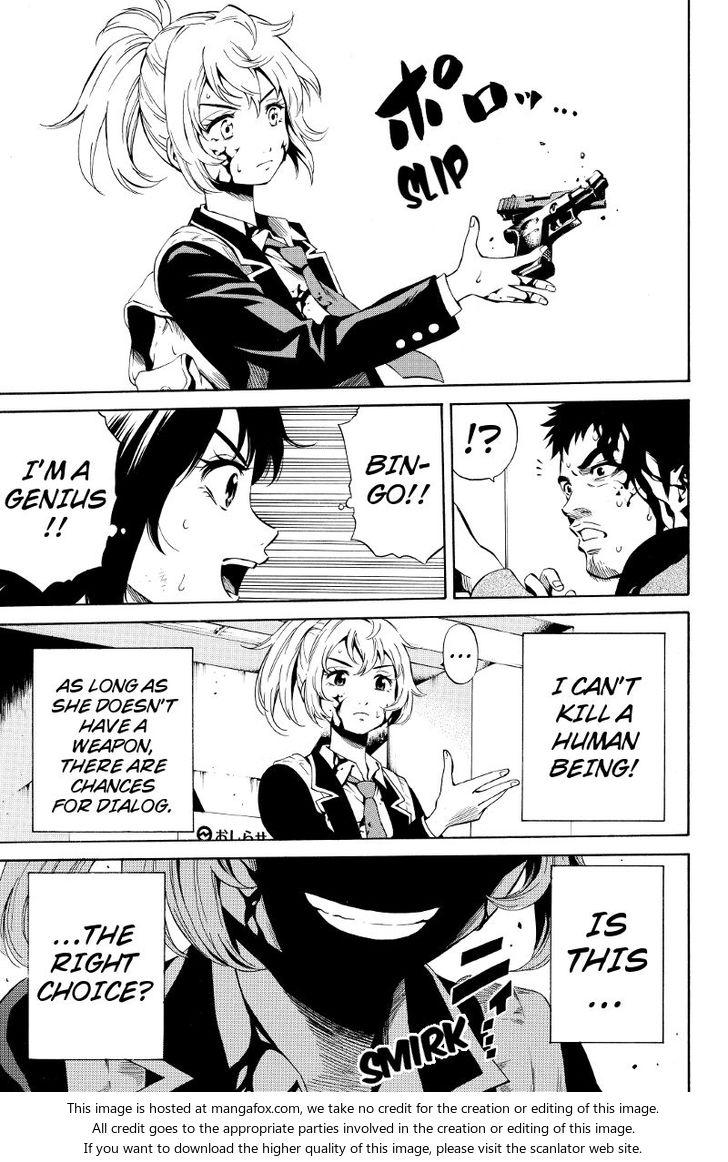 ポロッ...
SLIP
!?
BIN-
GO!!
I'M A
GENIUS
!!
...
I CAN'T
KILL A
HUMAN
BEING!
AS LONG AS
SHE DOESN'T
HAVE A
WEAPON,
THERE ARE
CHANCES
FOR DIALOG.
おしらせ
IS
THIS
...
...THE
RIGHT
CHOICE?
ニィ...
SMIRK
This image is hosted at mangafox.com, we take no credit for the creation or editing of this image.
All credit goes to the appropriate parties involved in the creation or editing of this image.
If you want to download the higher quality of this image, please visit the scanlator web site.